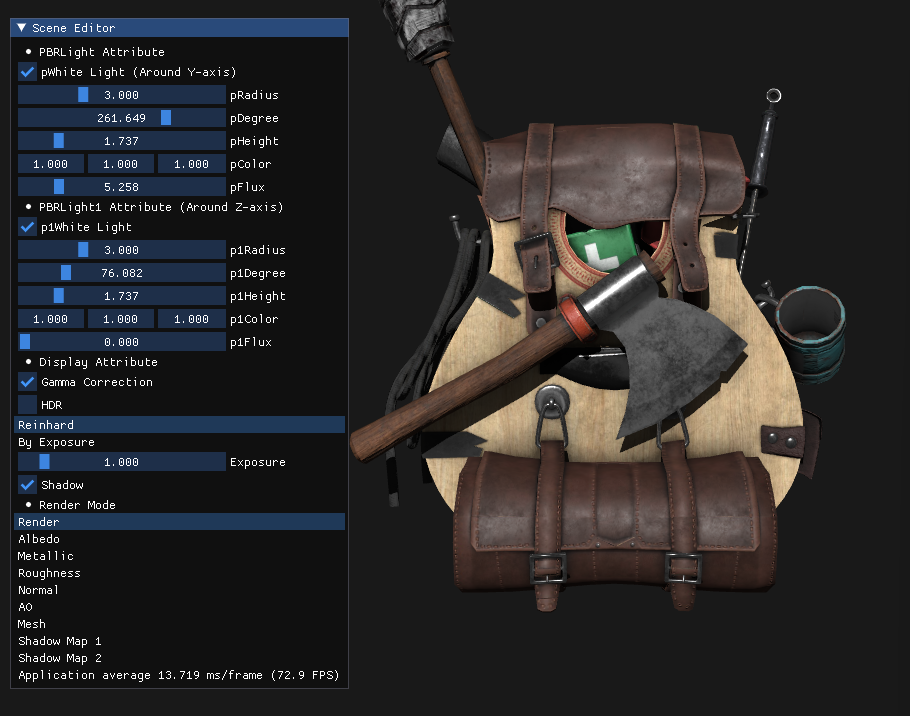 Scene Editor
PBRLight Attribute
pWhite Light (Around Y-axis)
3.000 pRadius
261.649 pDegree
1.737 pHeight
1.000 1.000 1.000 pColor
5.258 pFlux
PBRLight1 Attribute (Around Z-axis)
p1White Light
3.000 p1Radius
76.082 p1Degree
1.737 p1Height
1.000 1.000 1.000 p1Color
0.000 p1Flux
Display Attribute
Gamma Correction
HDR
Reinhard
By Exposure
1.000 Exposure
Shadow
Render Mode
Render
Albedo
Metallic
Roughness
Normal
AO
Mesh
Shadow Map 1
Shadow Map 2
Application average 13.719 ms/frame (72.9 FPS)